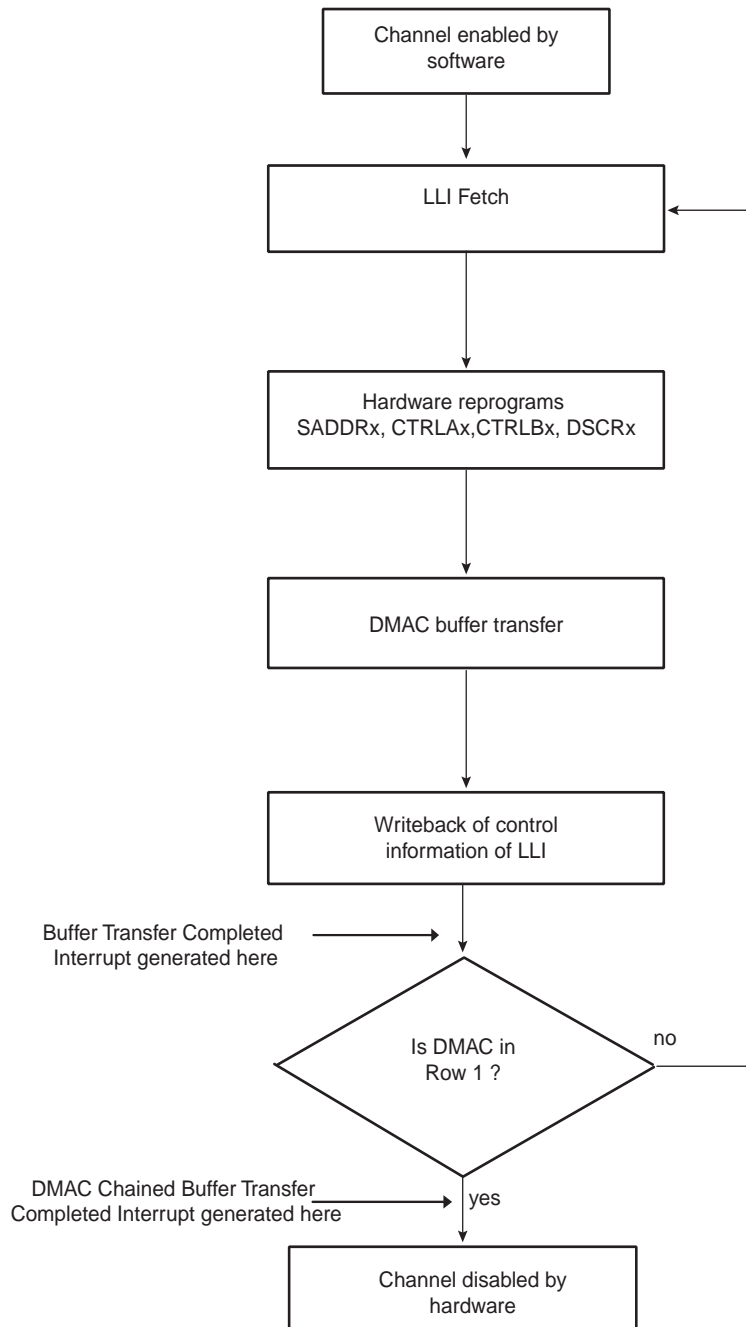 Channel enabled by
software
LLI Fetch
Hardware reprograms
SADDRx, CTRLAx,CTRLBx, DSCRx
DMAC buffer transfer
Writeback of control
information of LLI
Buffer Transfer Completed
Interrupt generated here
Is DMAC in
Row 1 ?
no
DMAC Chained Buffer Transfer
Completed Interrupt generated here
yes
Channel disabled by
hardware